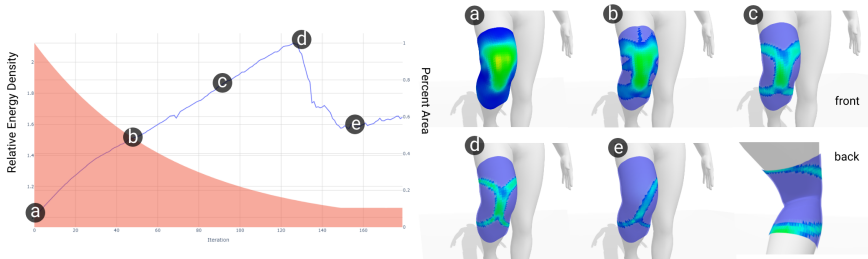 Relative Energy Density
2
1.8
1.6
1.4
1.2
1
0.8
0.6
0.4
0.2
0
0
20
40
60
80
100
120
140
160
Iteration
Percent Area
a
b
c
d
e
a
b
c
front
d
e
back